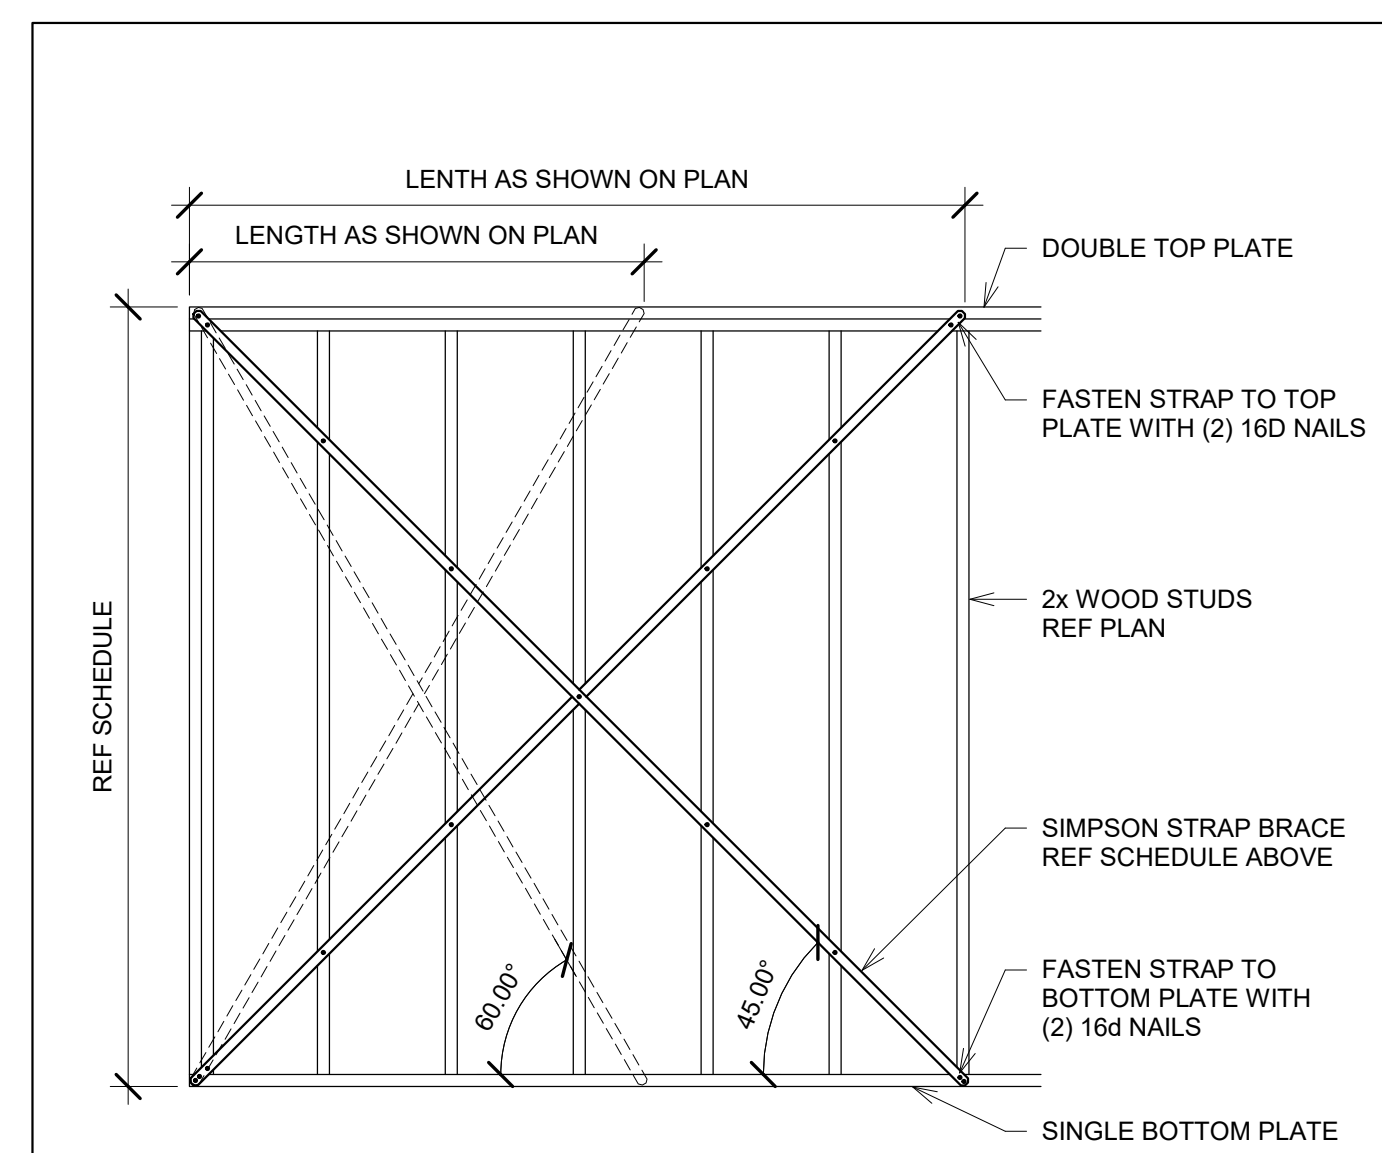 LENTH AS SHOWN ON PLAN
LENGTH AS SHOWN ON PLAN
DOUBLE TOP PLATE
FASTEN STRAP TO TOP
PLATE WITH (2) 16D NAILS
2x WOOD STUDS
REF PLAN
REF SCHEDULE
SIMPSON STRAP BRACE
REF SCHEDULE ABOVE
60.00°
45.00°
FASTEN STRAP TO
BOTTOM PLATE WITH
(2) 16d NAILS
SINGLE BOTTOM PLATE